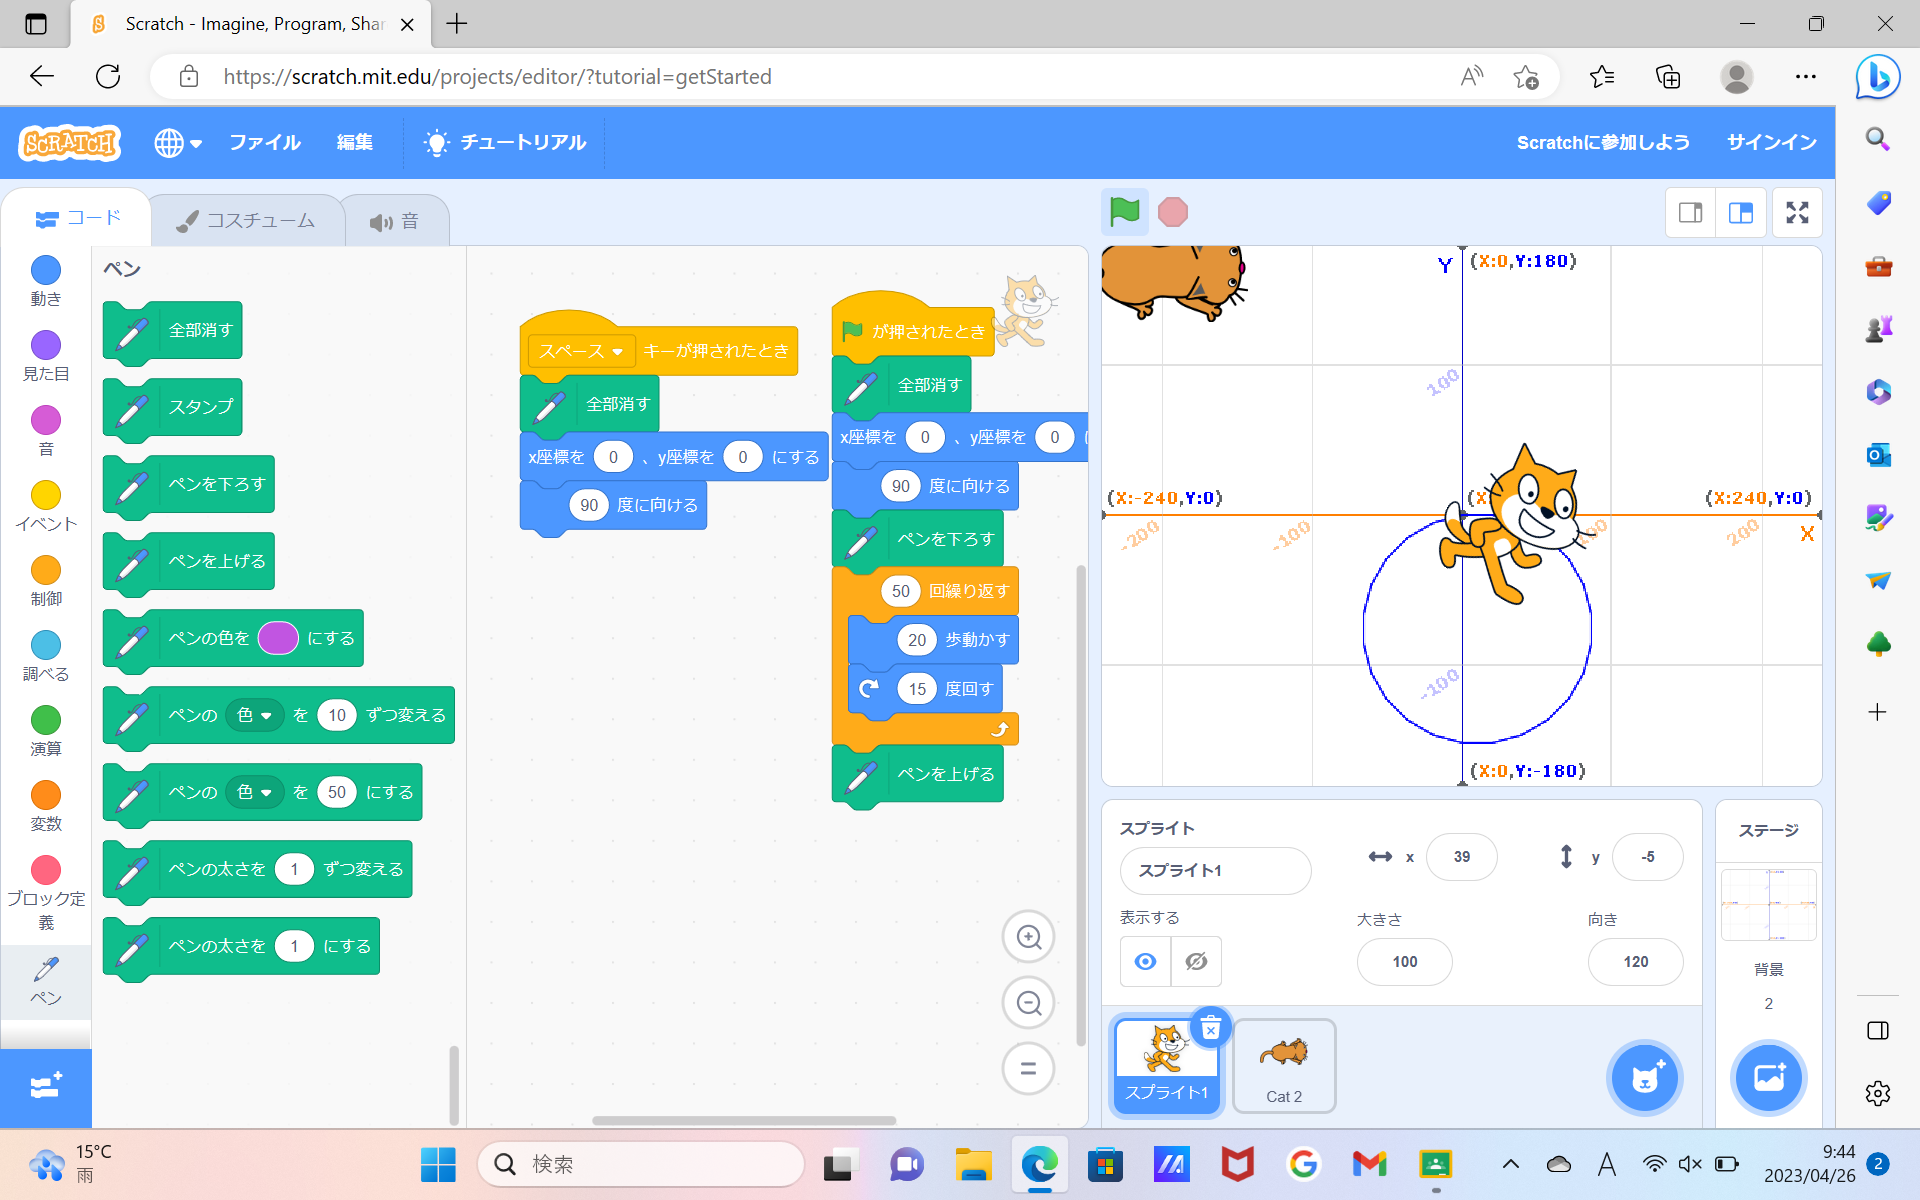 Scratch - Imagine, Program, Shar
https://scratch.mit.edu/projects/editor/?tutorial=getStarted
SCRATCH
ファイル
編集
チュートリアル
Scratchに参加しよう
サインイン
コード
コスチューム
音
動き
見た目
音
イベント
制御
調べる
演算
変数
ブロック定
義
ペン
ペン
全部消す
スタンプ
ペンを下ろす
ペンを上げる
ペンの色を にする
ペンの 色 を 10 ずつ変える
ペンの 色 を 50 にする
ペンの太さを 1 ずつ変える
ペンの太さを 1 にする
スペース キーが押されたとき
全部消す
x座標を 0 、y座標を 0 にする
90 度に向ける
が押されたとき
全部消す
x座標を 0 、y座標を 0
90 度に向ける
ペンを下ろす
50 回繰り返す
20 歩動かす
15 度回す
ペンを上げる
Y
(X:0,Y:180)
100
(X:-240,Y:0)
(X
(X:240,Y:0)
-200
-100
200
X
-100
(X:0,Y:-180)
スプライト
スプライト1
x
39
y
-5
表示する
大きさ
100
向き
120
スプライト1
Cat 2
ステージ
背景
2
15°C
雨
検索
A
9:44
2023/04/26
2